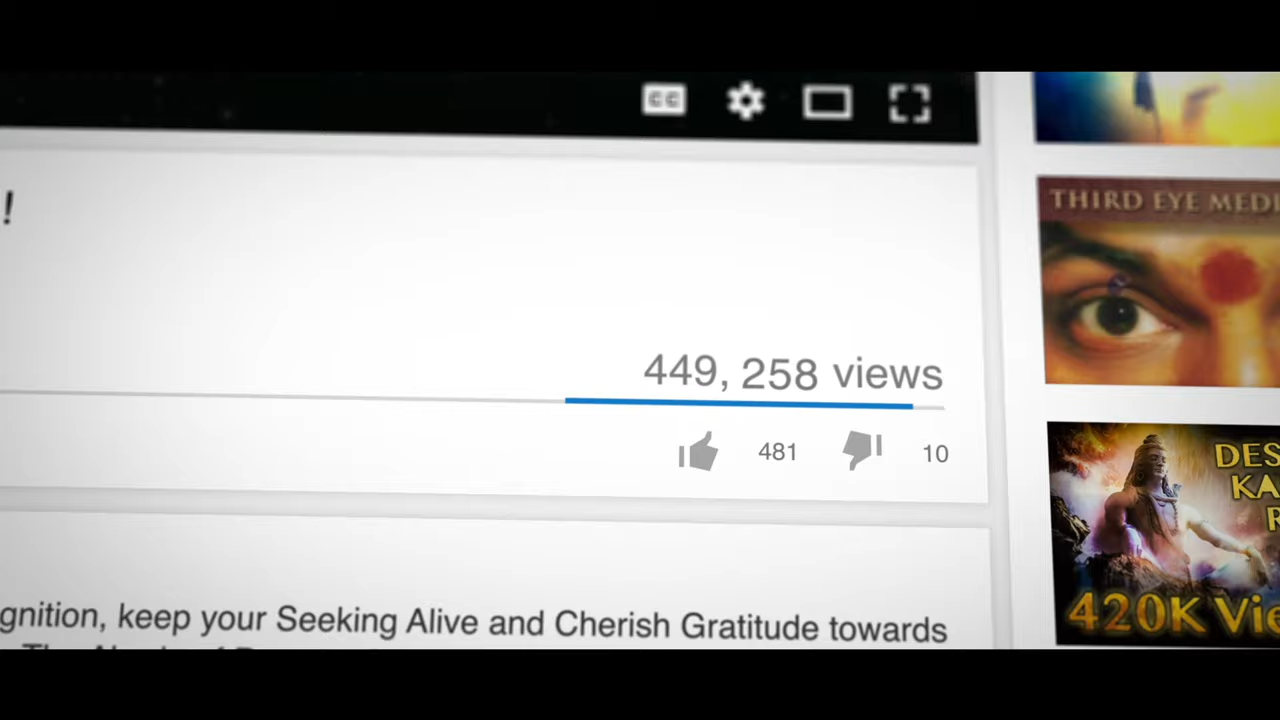 CC
!
THIRD EYE MEDI
449, 258 views
481
10
DES
KA
420K Vie
gnition, keep your Seeking Alive and Cherish Gratitude towards